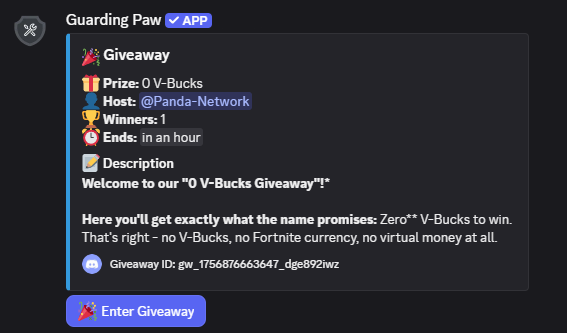 Guarding Paw ✓ APP
Giveaway
Prize: 0 V-Bucks
Host: @Panda-Network
Winners: 1
Ends: in an hour
Description
Welcome to our "0 V-Bucks Giveaway"!*
Here you'll get exactly what the name promises: Zero** V-Bucks to win.
That's right - no V-Bucks, no Fortnite currency, no virtual money at all.
Giveaway ID: gw_1756876663647_dge892iwz
Enter Giveaway